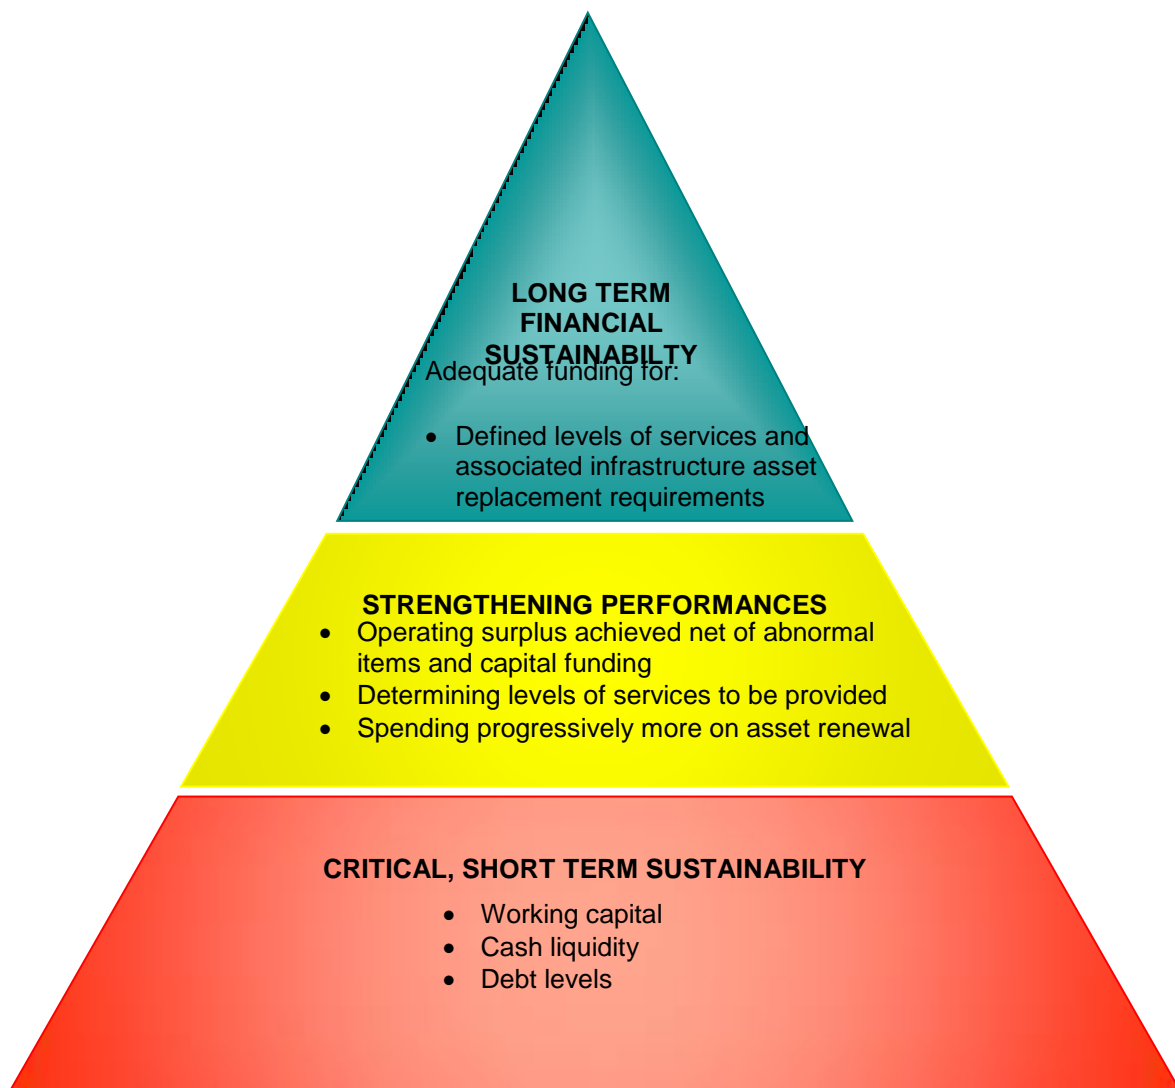 LONG TERM
FINANCIAL
SUSTAINABILTY
Adequate funding for:
• Defined levels of services and
associated infrastructure asset
replacement requirements
STRENGTHENING PERFORMANCES
• Operating surplus achieved net of abnormal
items and capital funding
• Determining levels of services to be provided
• Spending progressively more on asset renewal
CRITICAL, SHORT TERM SUSTAINABILITY
• Working capital
• Cash liquidity
• Debt levels